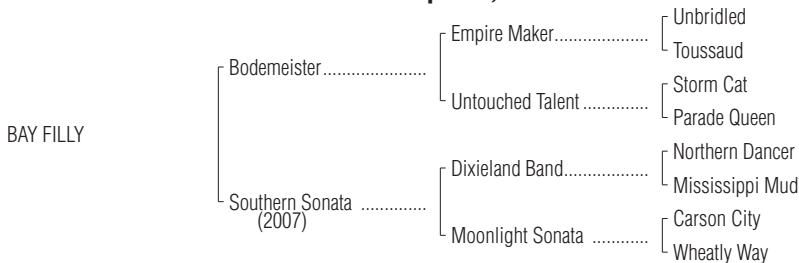 Unbridled
Empire Maker.....................
Toussaud
Bodemeister.......................
Storm Cat
Untouched Talent ...............
Parade Queen
BAY FILLY
Northern Dancer
Dixieland Band...................
Mississippi Mud
Southern Sonata ...............
(2007)
Carson City
Moonlight Sonata .............
Wheatly Way